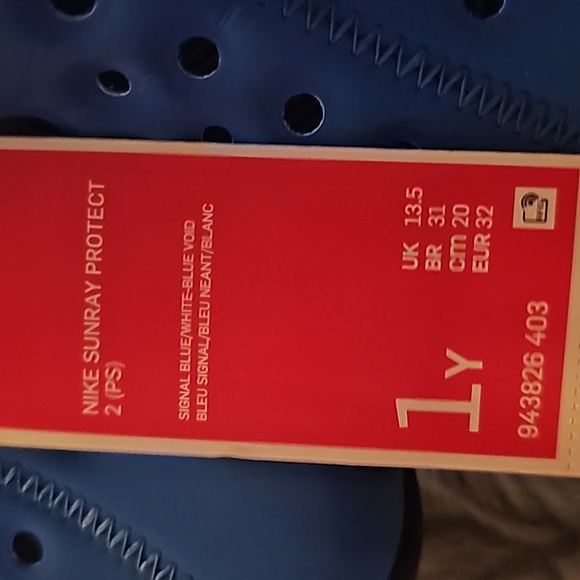 NIKE SUNRAY PROTECT
2 (PS)
SIGNAL BLUE/WHITE-BLUE VOID
BLEU SIGNAL/BLEU NEANT/BLANC
1Y
UK 13.5
BR 31
cm 20
EUR 32
943826 403